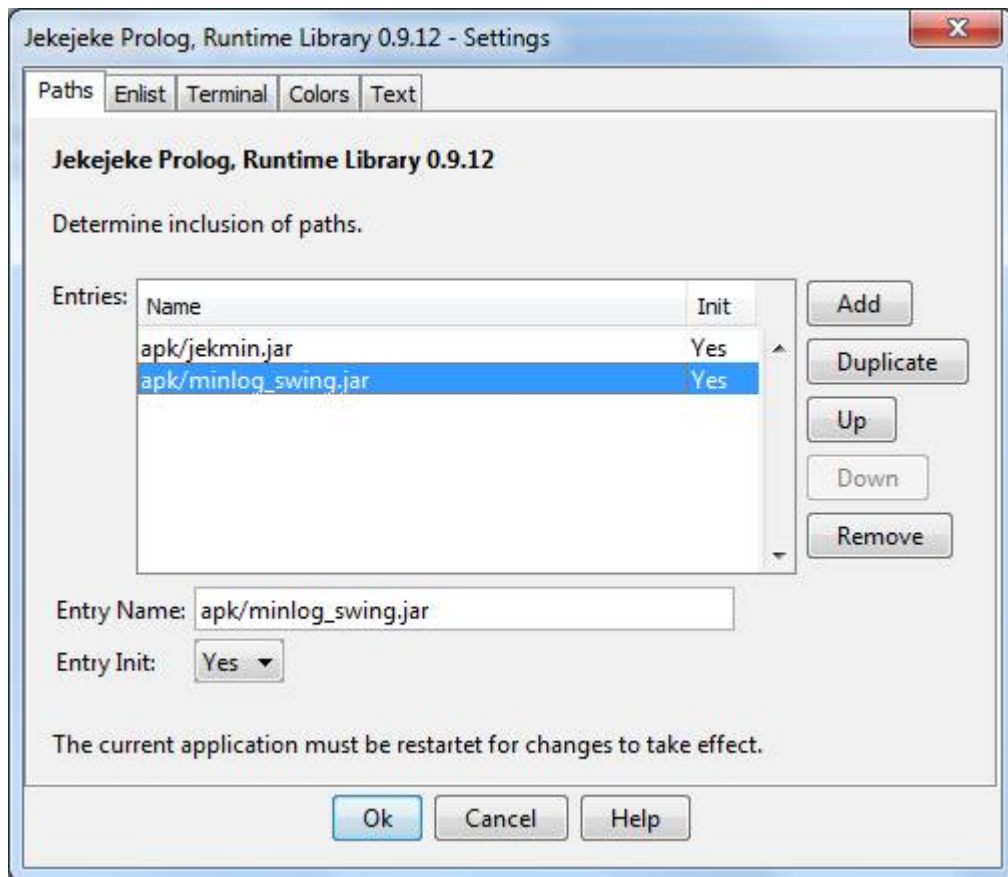 Jekejeke Prolog, Runtime Library 0.9.12 - Settings
Paths Enlist Terminal Colors Text
Jekejeke Prolog, Runtime Library 0.9.12
Determine inclusion of paths.
Entries: Name Init Add
apk/jekmin.jar Yes
apk/minlog_swing.jar Yes
Duplicate
Up
Down
Remove
Entry Name: apk/minlog_swing.jar
Entry Init: Yes
The current application must be restartet for changes to take effect.
Ok Cancel Help